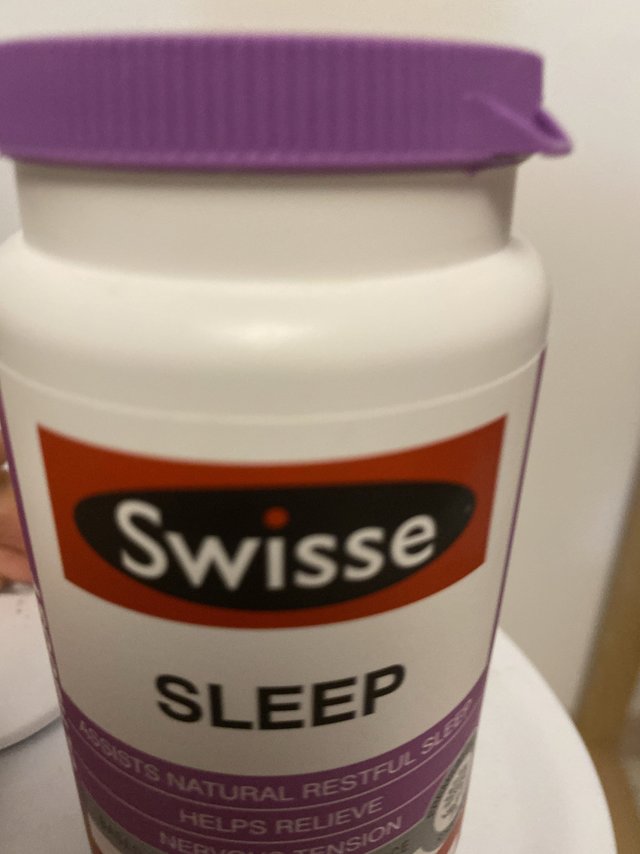 Swisse
SLEEP
ASSISTS NATURAL RESTFUL SLEEP
HELPS RELIEVE
NERVOUS TENSION